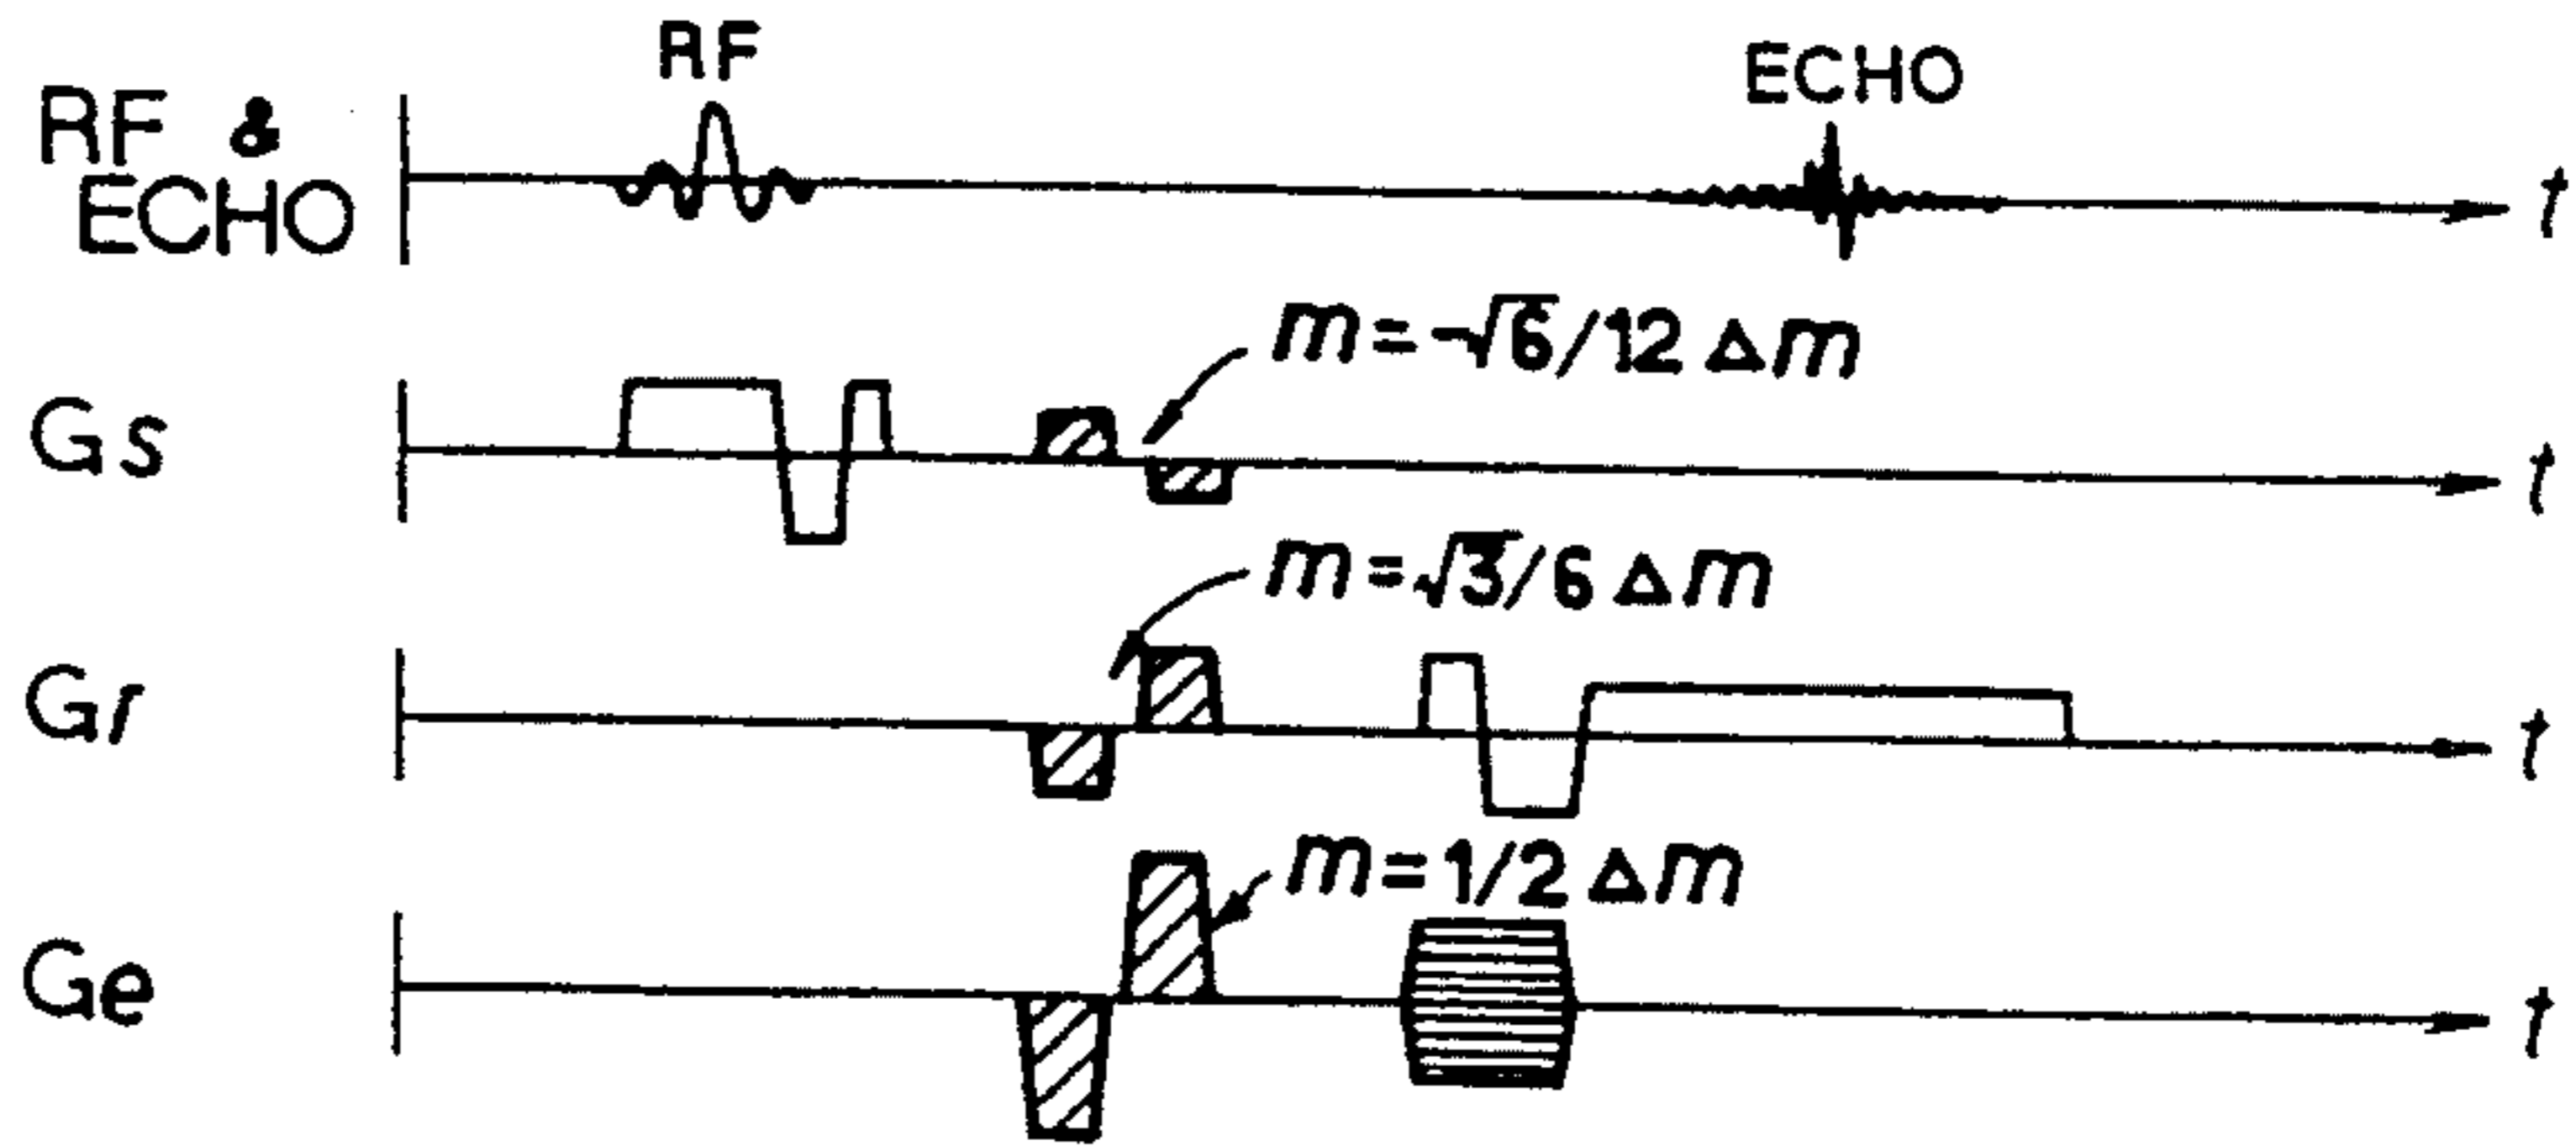 RF
ECHO
RF &
ECHO
t
m = -√6/12 Δm
Gs
t
m = √3/6 Δm
Gr
t
m = 1/2 Δm
Ge
t